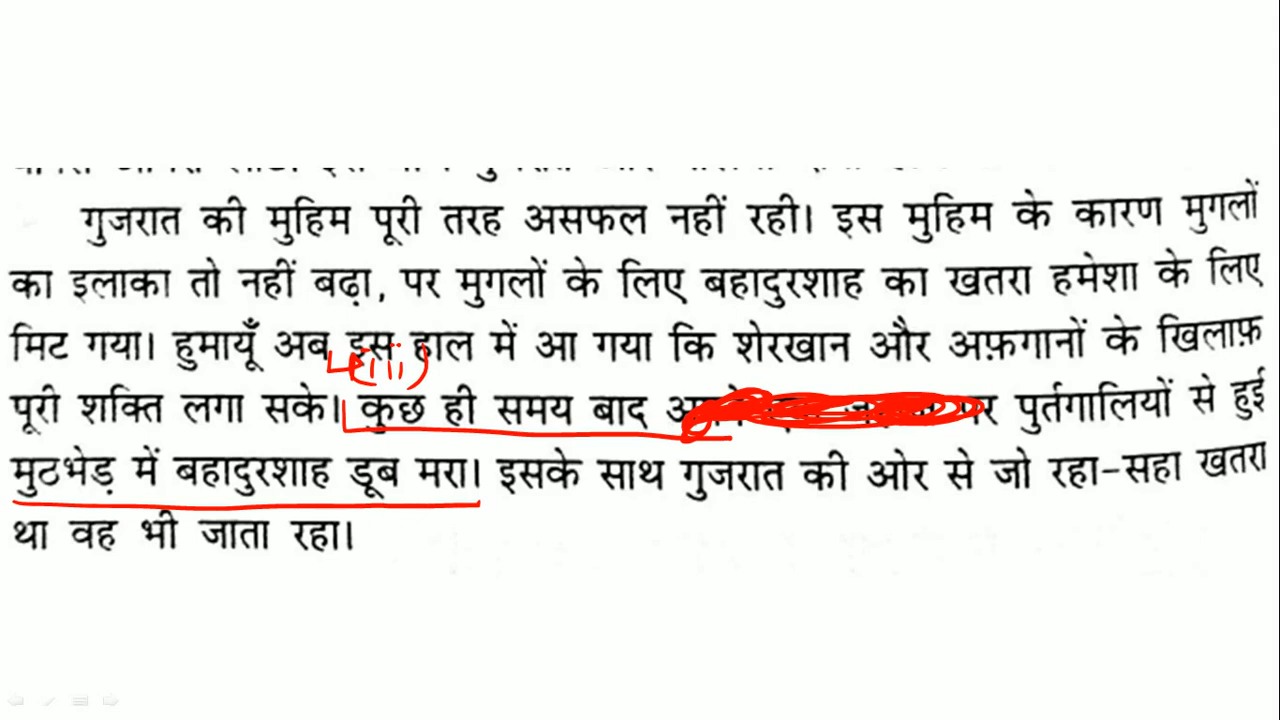 गुजरात की मुहिम पूरी तरह असफल नहीं रही। इस मुहिम के कारण मुगलों
का इलाका तो नहीं बढ़ा, पर मुगलों के लिए बहादुरशाह का खतरा हमेशा के लिए
मिट गया। हुमायूँ अब इस हाल में आ गया कि शेरखान और अफ़गानों के खिलाफ़
(iii)
पूरी शक्ति लगा सके। कुछ ही समय बाद पर पुर्तगालियों से हुई
मुठभेड़ में बहादुरशाह डूब मरा। इसके साथ गुजरात की ओर से जो रहा-सहा खतरा
था वह भी जाता रहा।